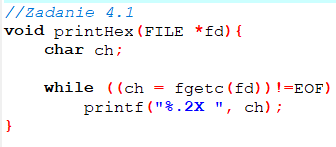 //Zadanie 4.1
void printHex(FILE *fd){
    char ch;

    while ((ch = fgetc(fd))!=EOF)
        printf("%.2X ", ch);
}